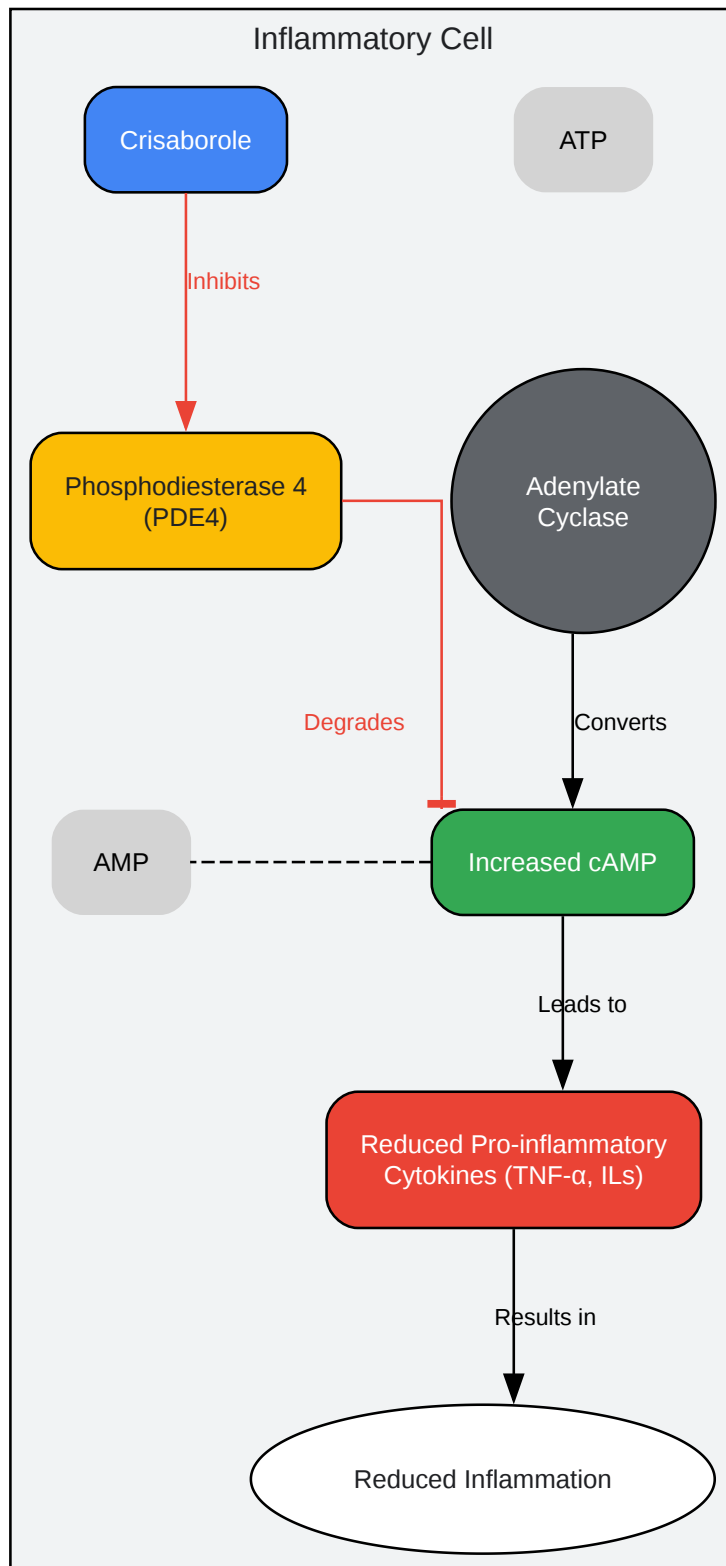 Inflammatory Cell
Crisaborole
ATP
Inhibits
Phosphodiesterase 4
(PDE4)
Adenylate
Cyclase
Degrades
Converts
AMP
Increased cAMP
Leads to
Reduced Pro-inflammatory
Cytokines (TNF-α, ILs)
Results in
Reduced Inflammation